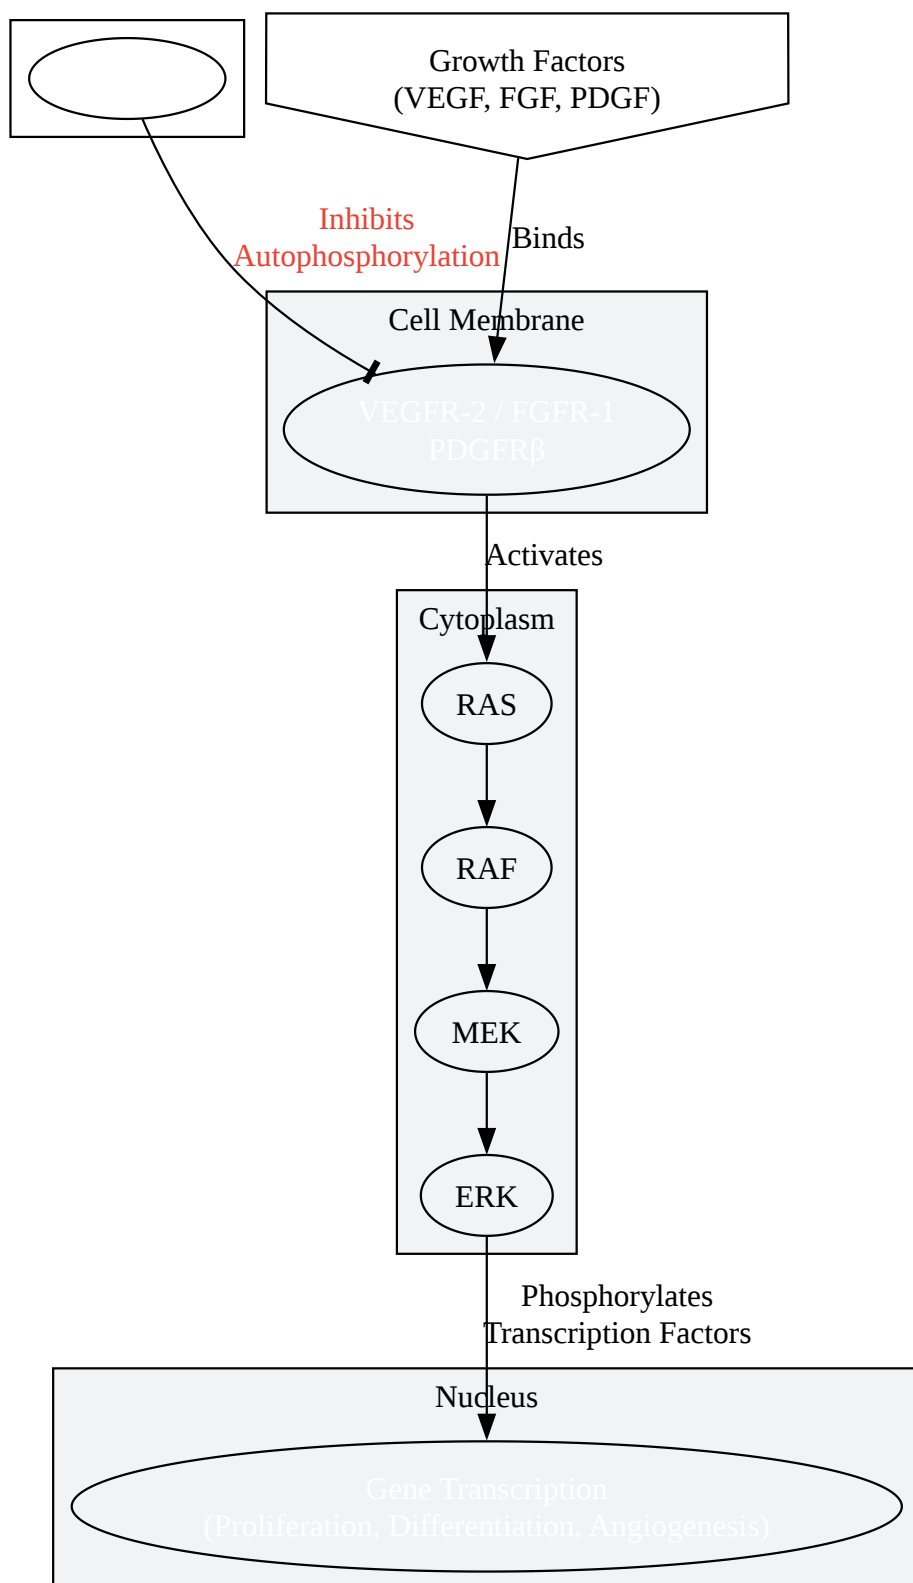 Growth Factors
(VEGF, FGF, PDGF)
Inhibits
Autophosphorylation
Binds
Cell Membrane
VEGFR-2 / FGFR-1
PDGFRβ
Activates
Cytoplasm
RAS
RAF
MEK
ERK
Phosphorylates
Transcription Factors
Nucleus
Gene Transcription
(Proliferation, Differentiation, Angiogenesis)